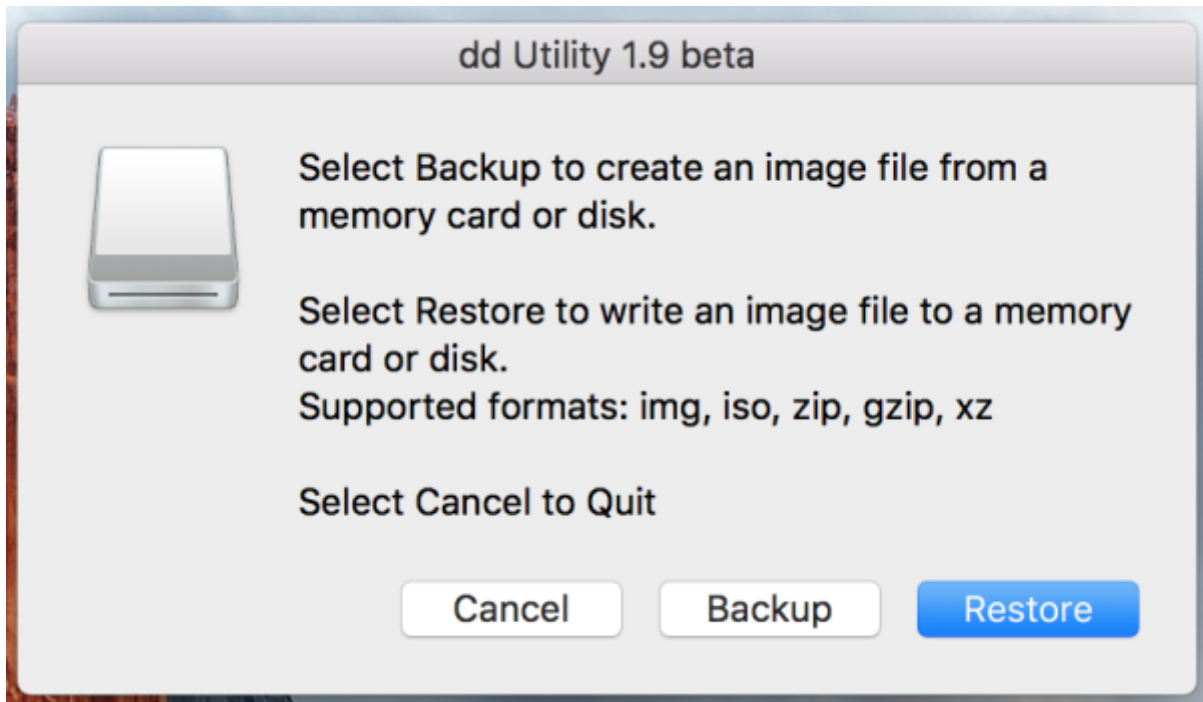 dd Utility 1.9 beta
Select Backup to create an image file from a
memory card or disk.
Select Restore to write an image file to a memory
card or disk.
Supported formats: img, iso, zip, gzip, xz
Select Cancel to Quit
Cancel
Backup
Restore